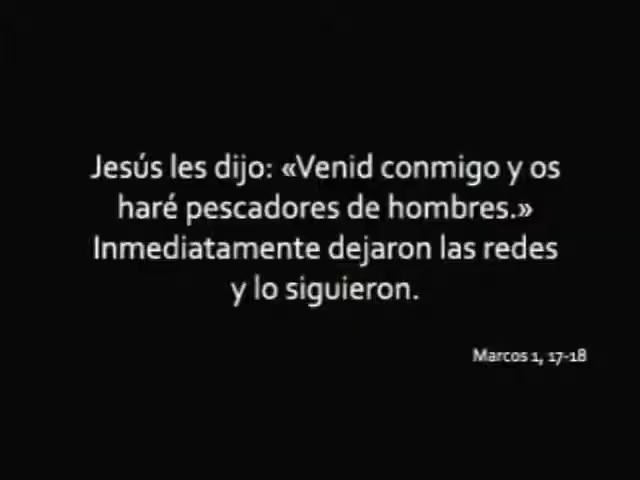 Jesús les dijo: «Venid conmigo y os
haré pescadores de hombres.»
Inmediatamente dejaron las redes
y lo siguieron.
Marcos 1, 17-18